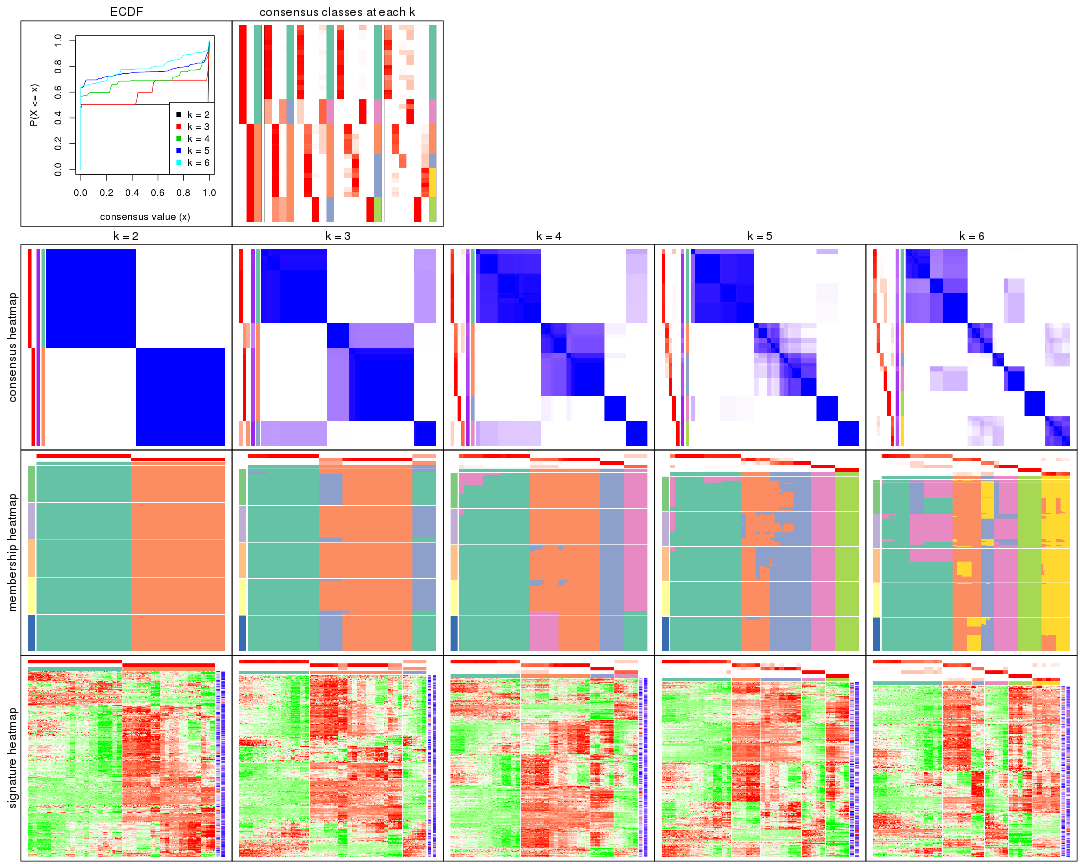 ECDF
consensus classes at each k
P(X <= x)
0.0 0.2 0.4 0.6 0.8 1.0
k = 2
k = 3
k = 4
k = 5
k = 6
0.0 0.2 0.4 0.6 0.8 1.0
consensus value (x)
k = 2
k = 3
k = 4
k = 5
k = 6
consensus heatmap
membership heatmap
signature heatmap